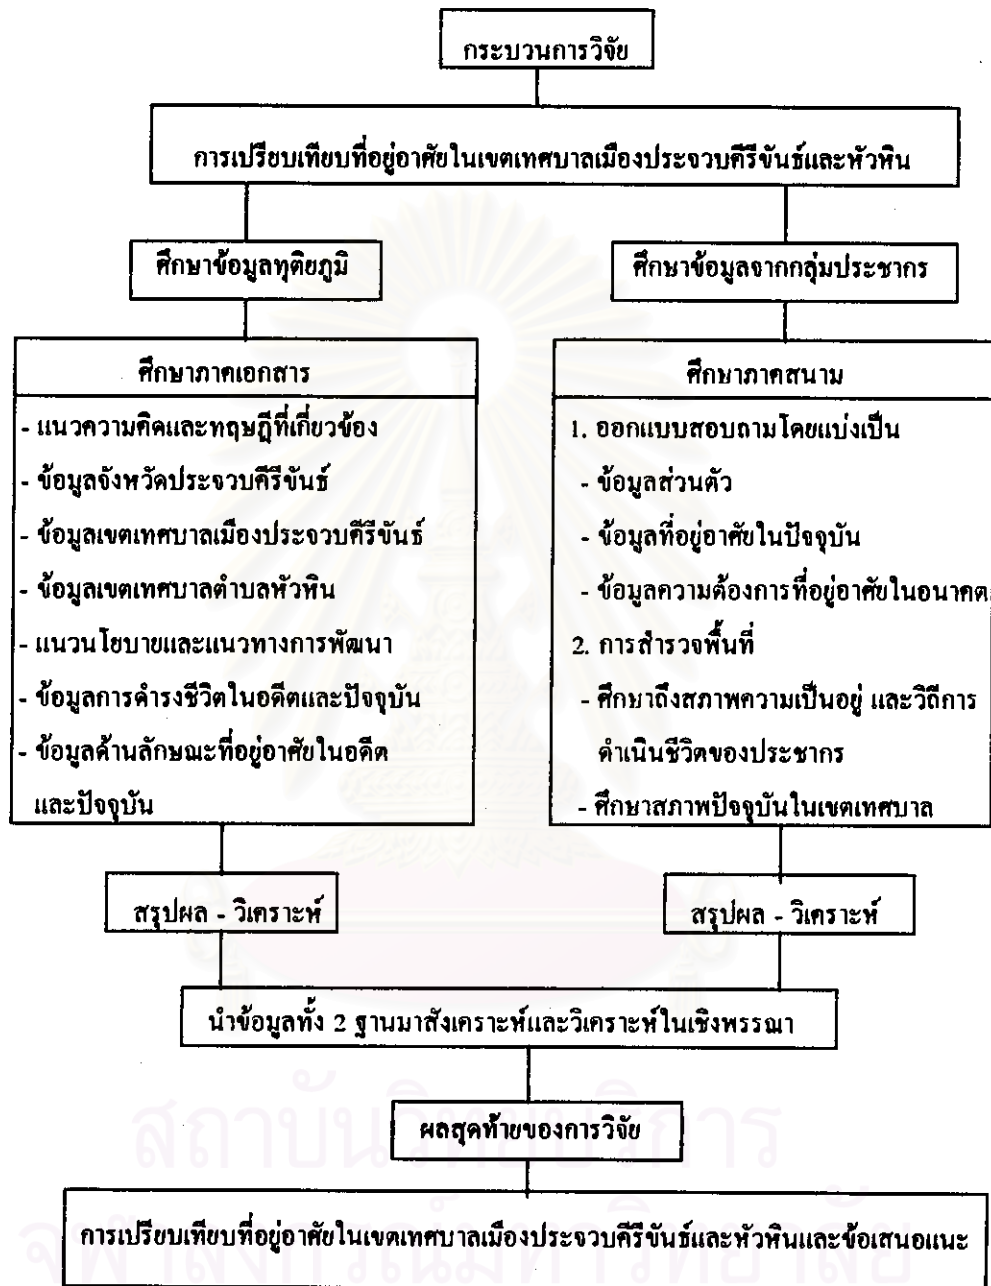 กระบวนการวิจัย
การเปรียบเทียบที่อยู่อาศัยในเขตเทศบาลเมืองประจวบคีรีขันธ์และหัวหิน
ศึกษาข้อมูลทุติยภูมิ
ศึกษาข้อมูลจากกลุ่มประชากร
ศึกษาภาคเอกสาร
- แนวความคิดและทฤษฎีที่เกี่ยวข้อง
- ข้อมูลจังหวัดประจวบคีรีขันธ์
- ข้อมูลเขตเทศบาลเมืองประจวบคีรีขันธ์
- ข้อมูลเขตเทศบาลตำบลหัวหิน
- แนวนโยบายและแนวทางการพัฒนา
- ข้อมูลการดำรงชีวิตในอดีตและปัจจุบัน
- ข้อมูลด้านลักษณะที่อยู่อาศัยในอดีต
และปัจจุบัน
ศึกษาภาคสนาม
1. ออกแบบสอบถามโดยแบ่งเป็น
- ข้อมูลส่วนตัว
- ข้อมูลที่อยู่อาศัยในปัจจุบัน
- ข้อมูลความต้องการที่อยู่อาศัยในอนาคต
2. การสำรวจพื้นที่
- ศึกษาถึงสภาพความเป็นอยู่ และวิถีการ
ดำเนินชีวิตของประชากร
- ศึกษาสภาพปัจจุบันในเขตเทศบาล
สรุปผล - วิเคราะห์
สรุปผล - วิเคราะห์
นำข้อมูลทั้ง 2 ฐานมาสังเคราะห์และวิเคราะห์ในเชิงพรรณา
ผลสุดท้ายของการวิจัย
การเปรียบเทียบที่อยู่อาศัยในเขตเทศบาลเมืองประจวบคีรีขันธ์และหัวหินและข้อเสนอแนะ
สถาบันวิทยบริการ
จุฬาลงกรณ์มหาวิทยาลัย